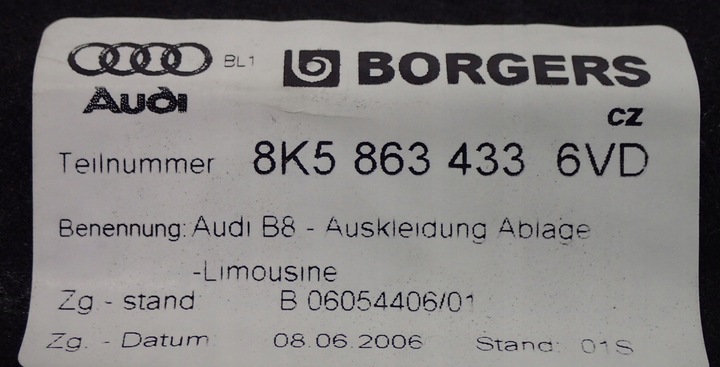 BL1 BORGERS
Audi
CZ
Teilnummer 8K5 863 433 6VD
Benennung: Audi B8 - Auskleidung Ablage
-Limousine
Zg - stand B 06054406/01
Zg. - Datum 08.06.2006 Stand: 01S